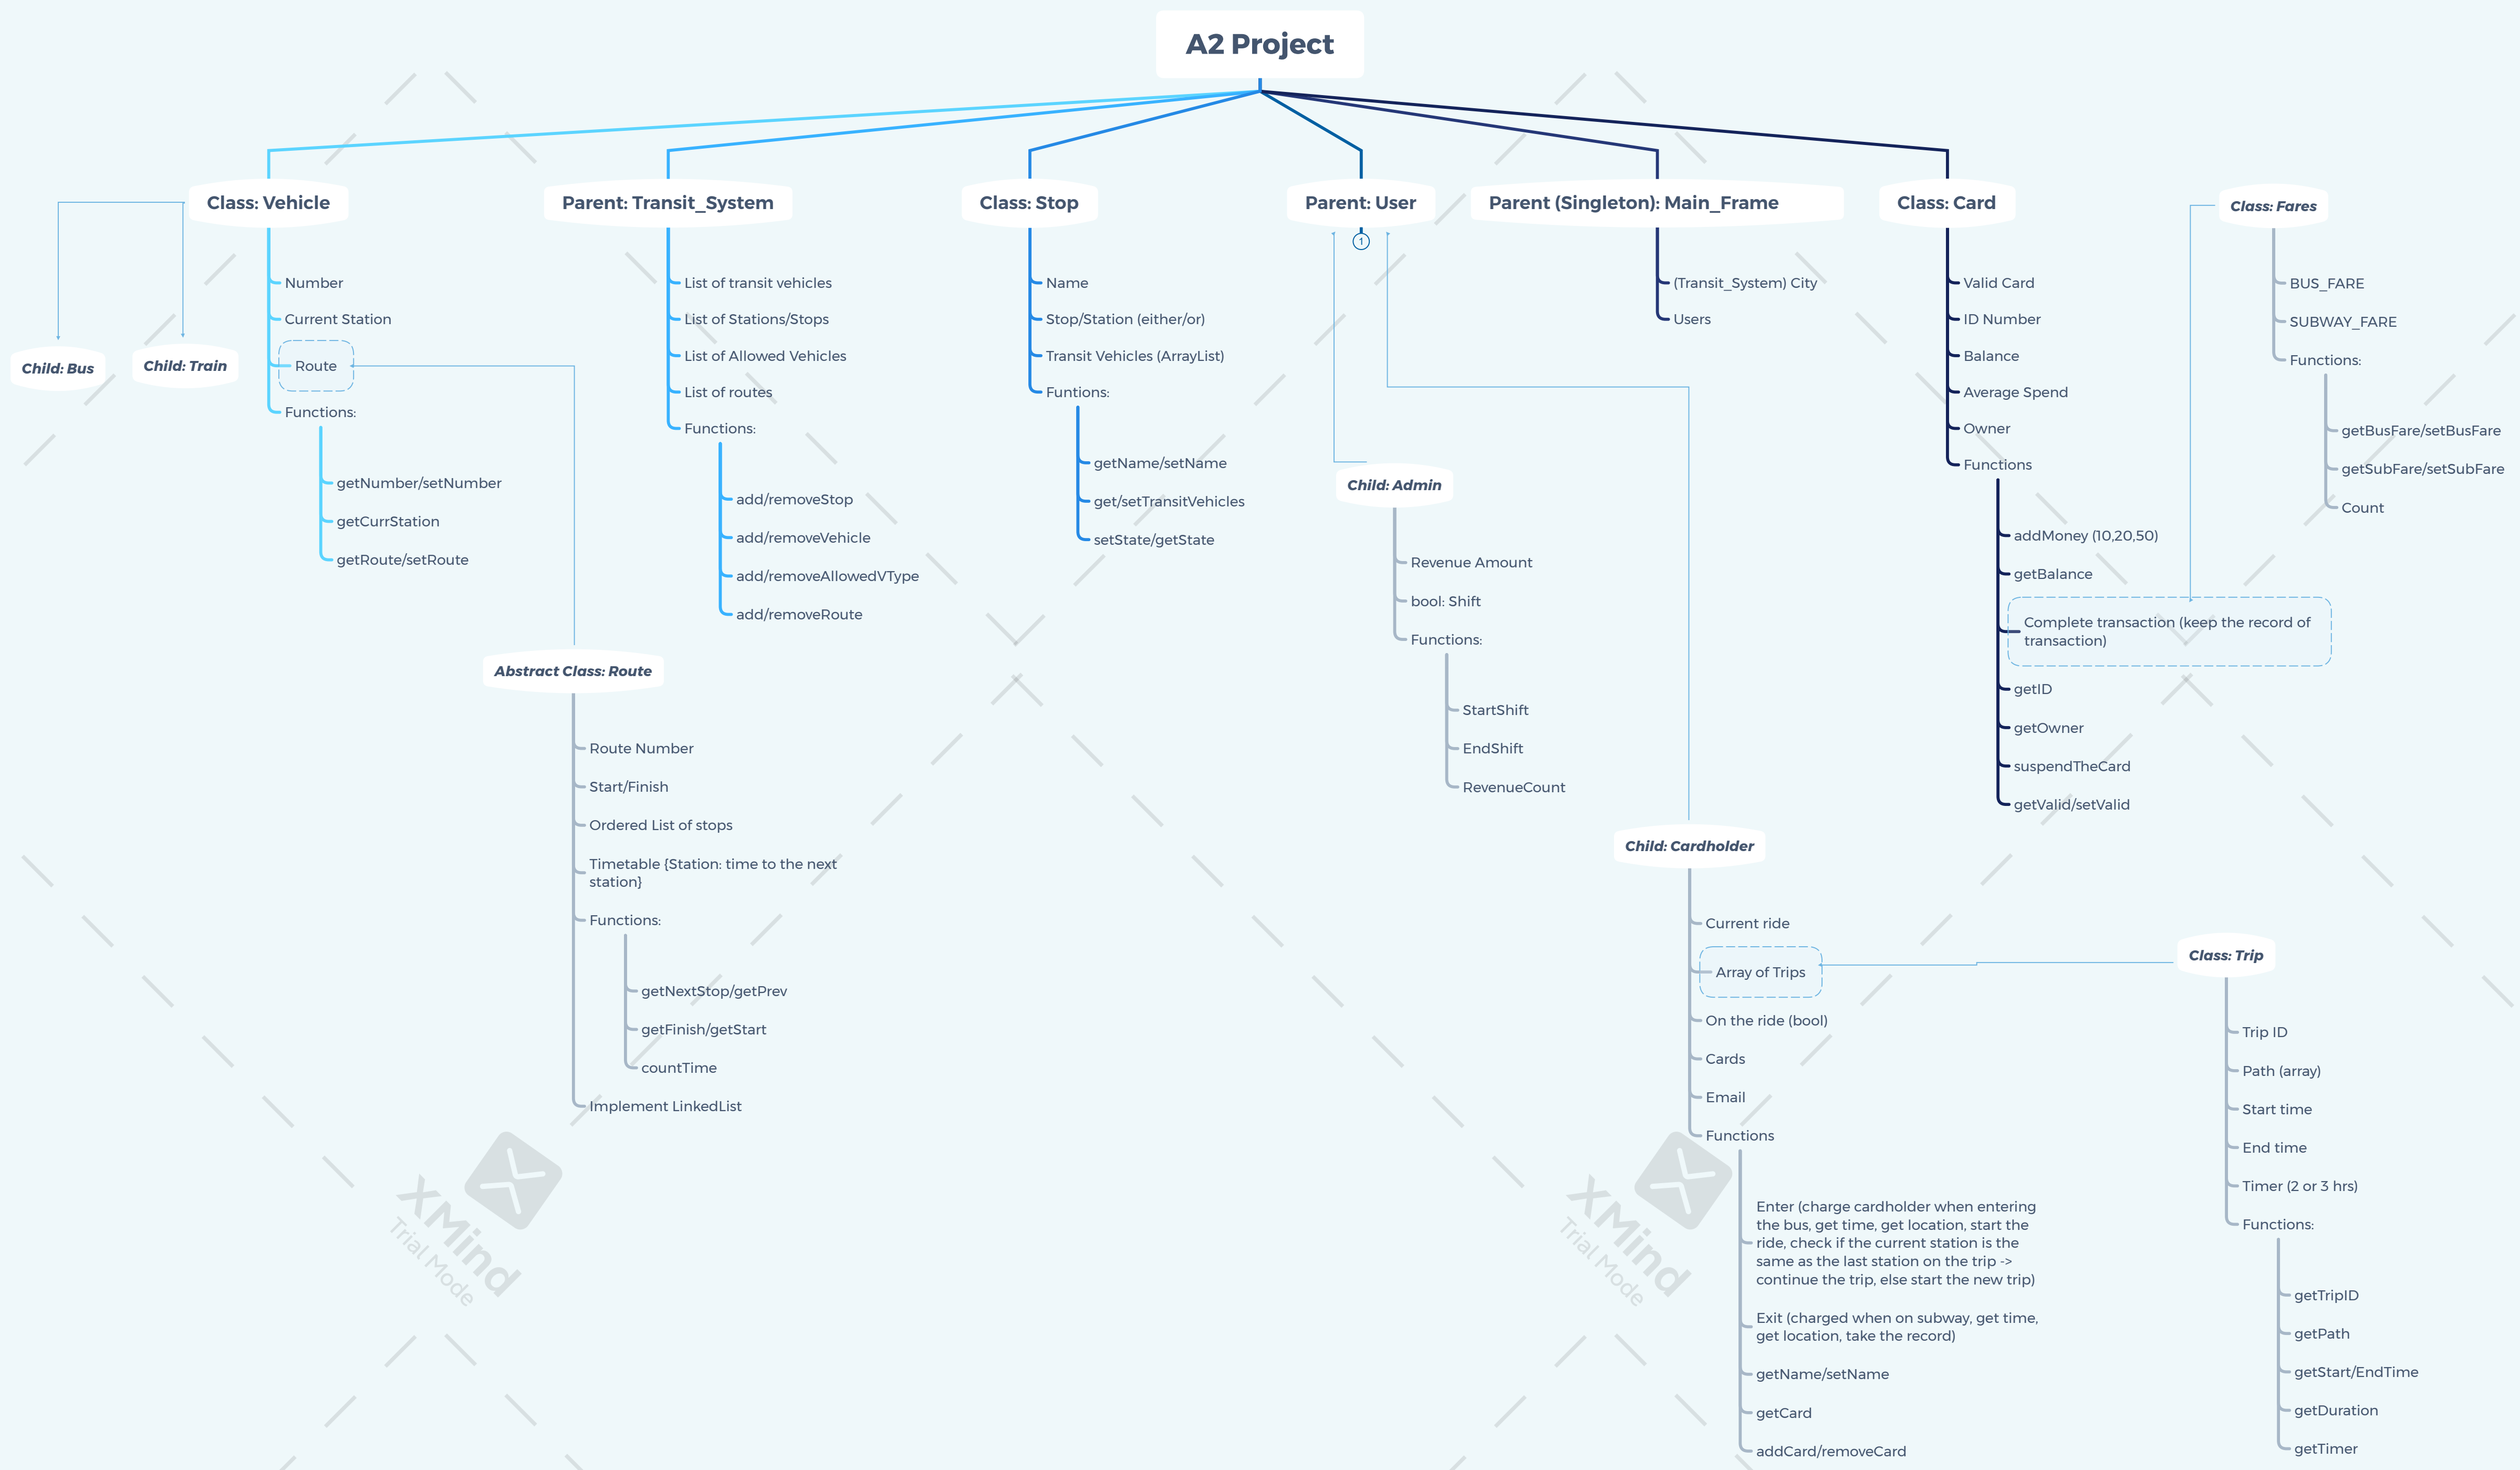 A2 Project
Class: Vehicle
Number
Current Station
Route
Functions:
getNumber/setNumber
getCurrStation
getRoute/setRoute
Child: Bus
Child: Train
Parent: Transit_System
List of transit vehicles
List of Stations/Stops
List of Allowed Vehicles
List of routes
Functions:
add/removeStop
add/removeVehicle
add/removeAllowedVType
add/removeRoute
Abstract Class: Route
Route Number
Start/Finish
Ordered List of stops
Timetable {Station: time to the next
station}
Functions:
getNextStop/getPrev
getFinish/getStart
countTime
Implement LinkedList
Class: Stop
Name
Stop/Station (either/or)
Transit Vehicles (ArrayList)
Funtions:
getName/setName
get/setTransitVehicles
setState/getState
Parent: User
1
Child: Admin
Revenue Amount
bool: Shift
Functions:
StartShift
EndShift
RevenueCount
Parent (Singleton): Main_Frame
(Transit_System) City
Users
Child: Cardholder
Current ride
Array of Trips
On the ride (bool)
Cards
Email
Functions
Enter (charge cardholder when entering
the bus, get time, get location, start the
ride, check if the current station is the
same as the last station on the trip ->
continue the trip, else start the new trip)
Exit (charged when on subway, get time,
get location, take the record)
getName/setName
getCard
addCard/removeCard
Class: Card
Valid Card
ID Number
Balance
Average Spend
Owner
Functions
addMoney (10,20,50)
getBalance
Complete transaction (keep the record of
transaction)
getID
getOwner
suspendTheCard
getValid/setValid
Class: Fares
BUS_FARE
SUBWAY_FARE
Functions:
getBusFare/setBusFare
getSubFare/setSubFare
Count
Class: Trip
Trip ID
Path (array)
Start time
End time
Timer (2 or 3 hrs)
Functions:
getTripID
getPath
getStart/EndTime
getDuration
getTimer
XMind
Trial Mode
XMind
Trial Mode